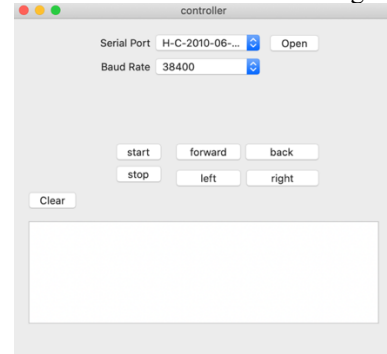 controller
Serial Port H-C-2010-06-... Open
Baud Rate 38400
start forward back
stop left right
Clear